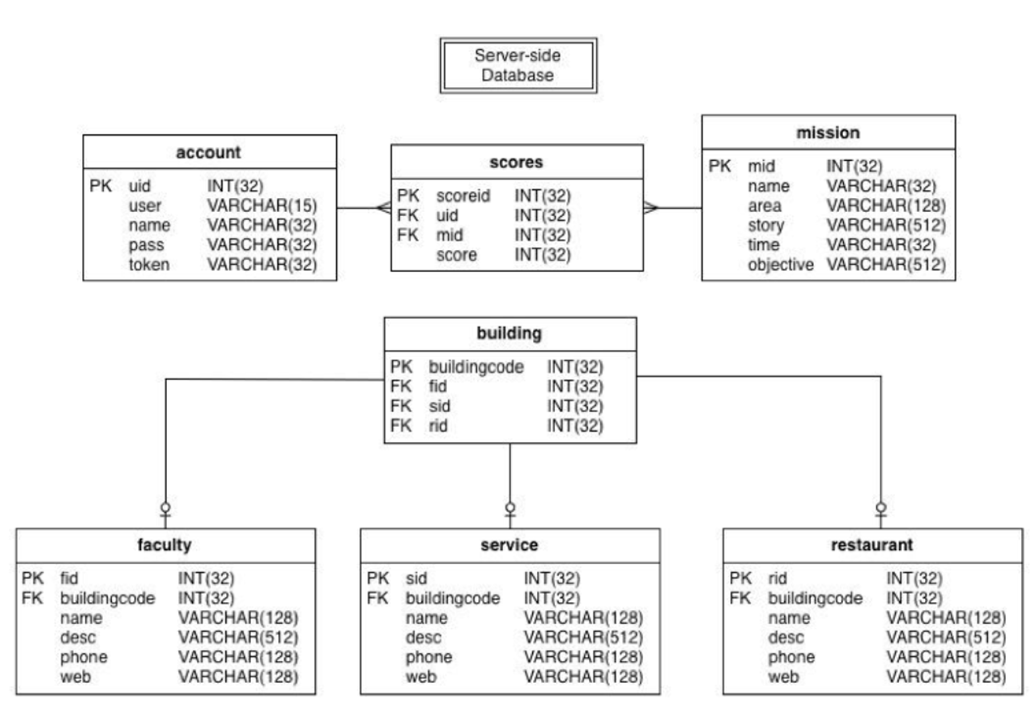 Server-side
Database
account
PK uid INT(32)
user VARCHAR(15)
name VARCHAR(32)
pass VARCHAR(32)
token VARCHAR(32)
scores
PK scoreid INT(32)
FK uid INT(32)
FK mid INT(32)
score INT(32)
mission
PK mid INT(32)
name VARCHAR(32)
area VARCHAR(128)
story VARCHAR(512)
time VARCHAR(32)
objective VARCHAR(512)
building
PK buildingcode INT(32)
FK fid INT(32)
FK sid INT(32)
FK rid INT(32)
faculty
PK fid INT(32)
FK buildingcode INT(32)
name VARCHAR(128)
desc VARCHAR(512)
phone VARCHAR(128)
web VARCHAR(128)
service
PK sid INT(32)
FK buildingcode INT(32)
name VARCHAR(128)
desc VARCHAR(512)
phone VARCHAR(128)
web VARCHAR(128)
restaurant
PK rid INT(32)
FK buildingcode INT(32)
name VARCHAR(128)
desc VARCHAR(512)
phone VARCHAR(128)
web VARCHAR(128)